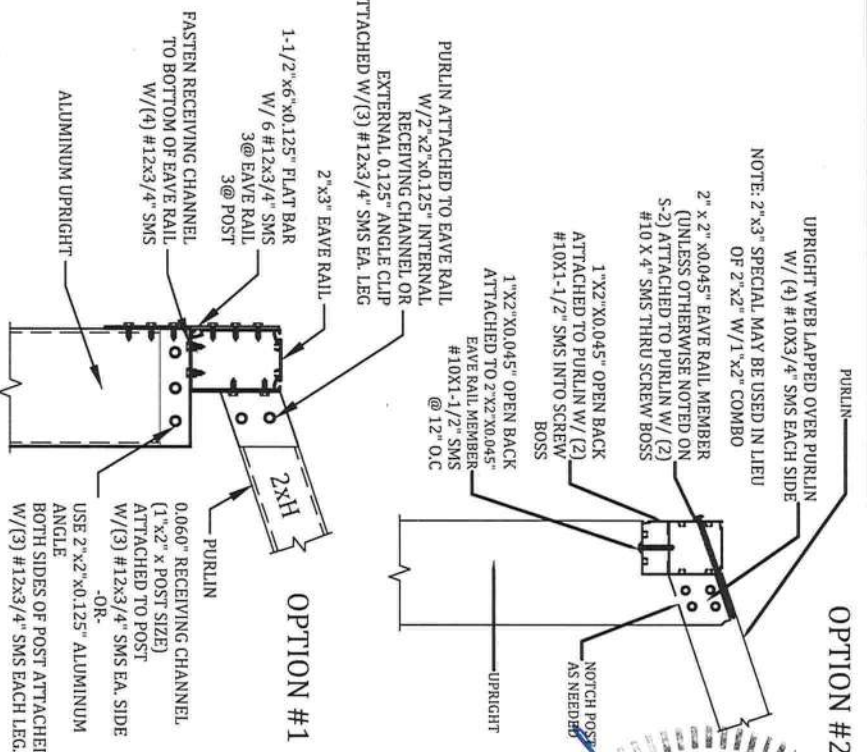 OPTION #2
PURLIN
UPRIGHT WEB LAPPED OVER PURLIN
W/ (4) #10X3/4" SMS EACH SIDE
NOTE: 2"x3" SPECIAL MAY BE USED IN LIEU
OF 2"x2" W/1"x2" COMBO
2" x 2" x0.045" EAVE RAIL MEMBER
(UNLESS OTHERWISE NOTED ON
S-2) ATTACHED TO PURLIN W/ (2)
#10 X 4" SMS THRU SCREW BOSS
1"X2"X0.045" OPEN BACK
ATTACHED TO PURLIN W/ (2)
#10X1-1/2" SMS INTO SCREW
BOSS
1"X2"X0.045" OPEN BACK
ATTACHED TO 2"X2"X0.045"
EAVE RAIL MEMBER
#10X1-1/2" SMS
@ 12" O.C
NOTCH POST
AS NEEDED
UPRIGHT
OPTION #1
PURLIN ATTACHED TO EAVE RAIL
W/2"x2"x0.125" INTERNAL
RECEIVING CHANNEL OR
EXTERNAL 0.125" ANGLE CLIP
TTACHED W/(3) #12x3/4" SMS EA. LEG
2"x3" EAVE RAIL
1-1/2"x6"x0.125" FLAT BAR
W/ 6 #12x3/4" SMS
3@ EAVE RAIL
3@ POST
FASTEN RECEIVING CHANNEL
TO BOTTOM OF EAVE RAIL
W/(4) #12x3/4" SMS
ALUMINUM UPRIGHT
2xH
PURLIN
0.060" RECEIVING CHANNEL
(1"x2" x POST SIZE)
ATTACHED TO POST
W/(3) #12x3/4" SMS EA. SIDE
-OR-
USE 2"x2"x0.125" ALUMINUM
ANGLE
BOTH SIDES OF POST ATTACHED
W/(3) #12x3/4" SMS EACH LEG.